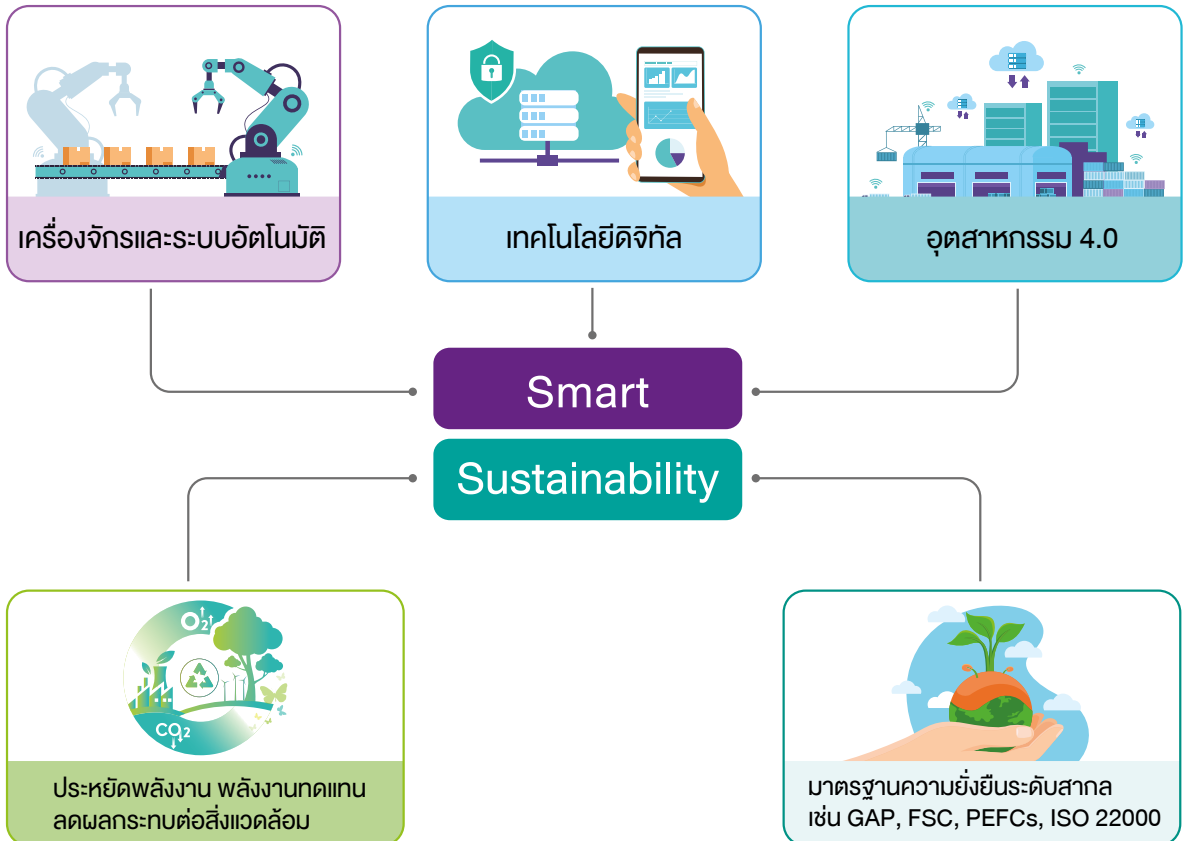 เครื่องจักรและระบบอัตโนมัติ
เทคโนโลยีดิจิทัล
อุตสาหกรรม 4.0
Smart
Sustainability
O2
CO2
ประหยัดพลังงาน พลังงานทดแทน
ลดผลกระทบต่อสิ่งแวดล้อม
มาตรฐานความยั่งยืนระดับสากล
เช่น GAP, FSC, PEFCs, ISO 22000